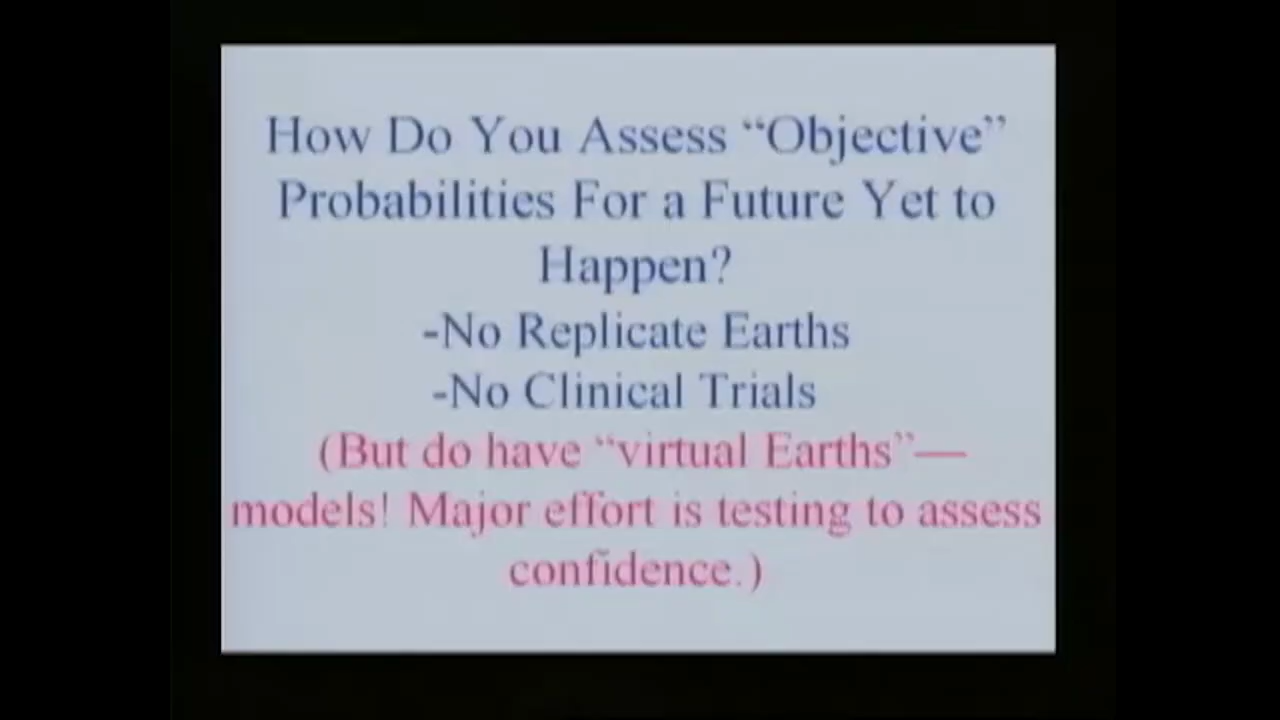 How Do You Assess “Objective”
Probabilities For a Future Yet to
Happen?
-No Replicate Earths
-No Clinical Trials
(But do have “virtual Earths”—
models! Major effort is testing to assess
confidence.)